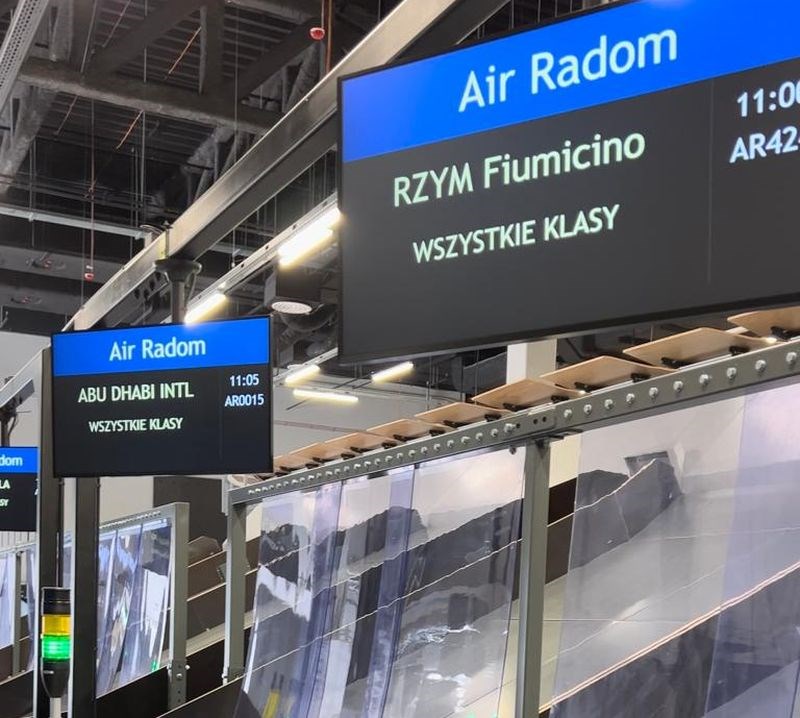 Air Radom
RZYM Fiumicino
WSZYSTKIE KLASY
Air Radom
ABU DHABI INTL
11:05
AR0015
WSZYSTKIE KLASY